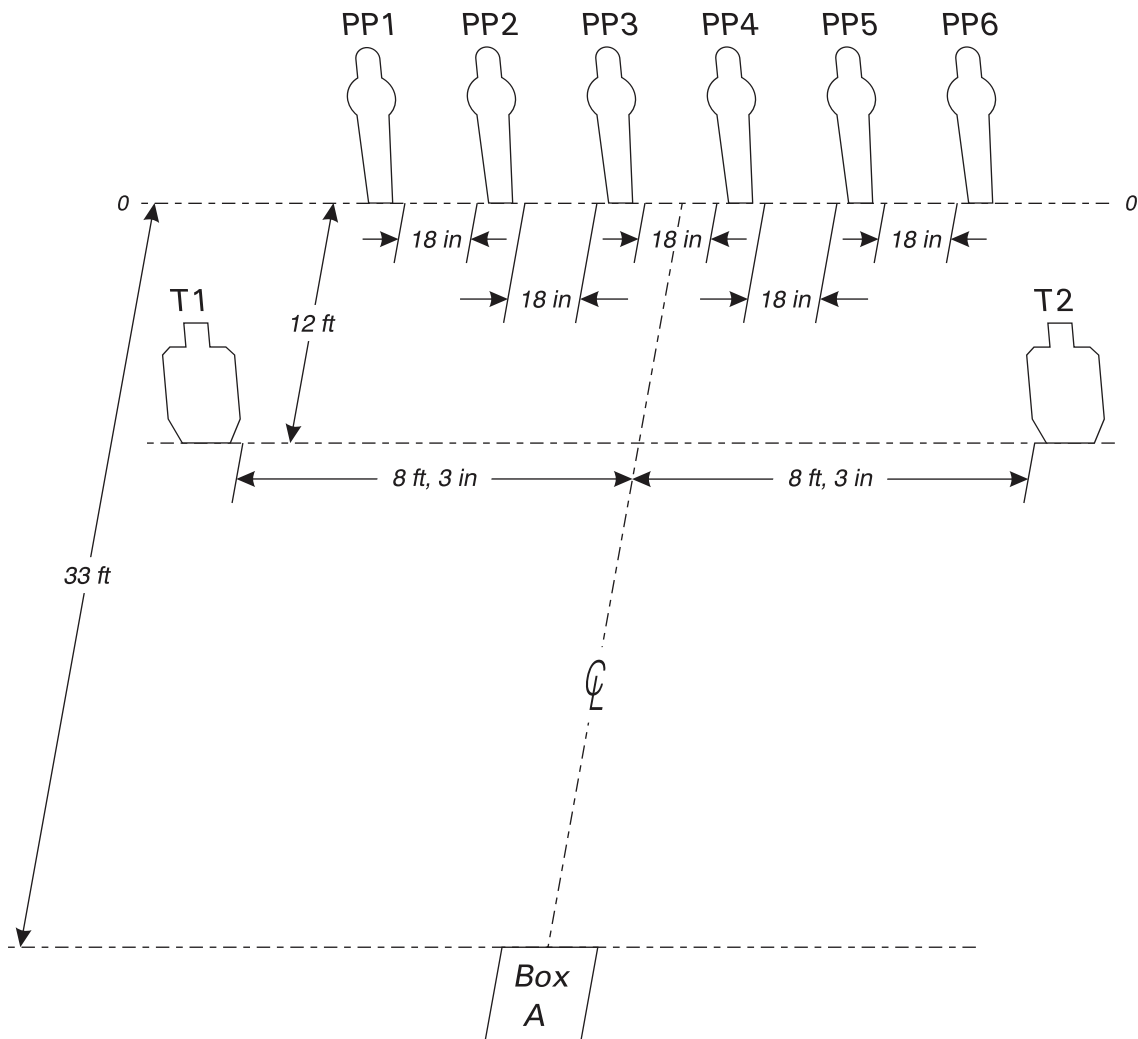 PP1 PP2 PP3 PP4 PP5 PP6
0 0
18 in 18 in 18 in
18 in 18 in
T1 T2
12 ft
8 ft, 3 in 8 ft, 3 in
33 ft
℄
Box
A